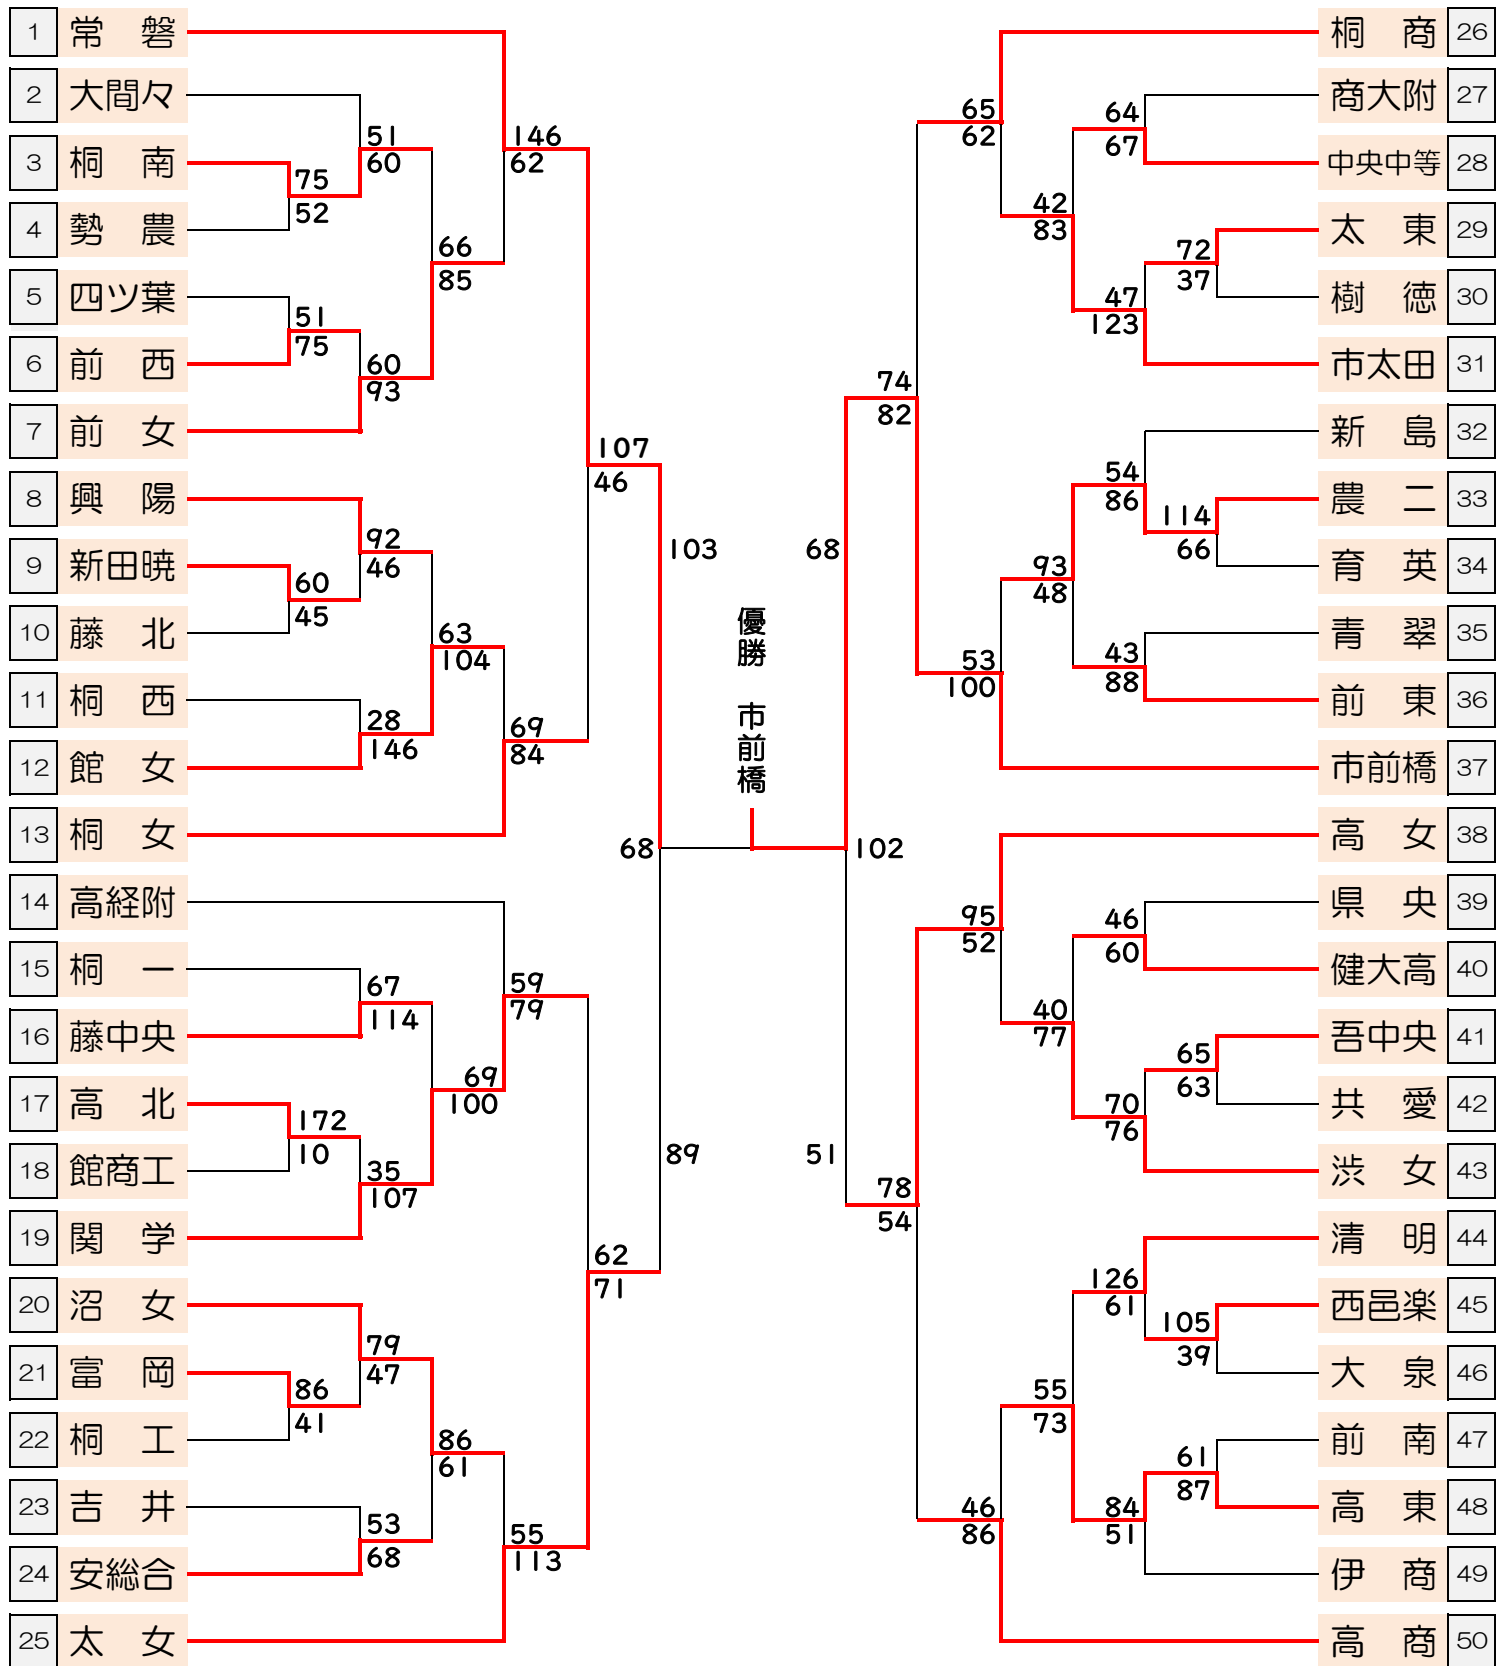 1 常 磐
2 大間々
3 桐 南
4 勢 農
5 四ツ葉
6 前 西
7 前 女
8 興 陽
9 新田暁
10 藤 北
11 桐 西
12 館 女
13 桐 女
14 高経附
15 桐 一
16 藤中央
17 高 北
18 館商工
19 関 学
20 沼 女
21 富 岡
22 桐 工
23 吉 井
24 安総合
25 太 女
75
52
51
75
60
45
172
10
86
41
51
60
60
93
92
46
28
146
67
114
35
107
79
47
53
68
66
85
63
104
69
100
86
61
146
62
69
84
59
79
55
113
107
46
62
71
103
89
68
優勝 市前橋
102
68
51
74
82
78
54
65
62
53
100
95
52
46
86
42
83
93
48
40
77
55
73
64
67
47
123
54
86
43
88
46
60
70
76
126
61
84
51
72
37
114
66
65
63
105
39
61
87
桐 商 26
商大附 27
中央中等 28
太 東 29
樹 徳 30
市太田 31
新 島 32
農 二 33
育 英 34
青 翠 35
前 東 36
市前橋 37
高 女 38
県 央 39
健大高 40
吾中央 41
共 愛 42
渋 女 43
清 明 44
西邑楽 45
大 泉 46
前 南 47
高 東 48
伊 商 49
高 商 50